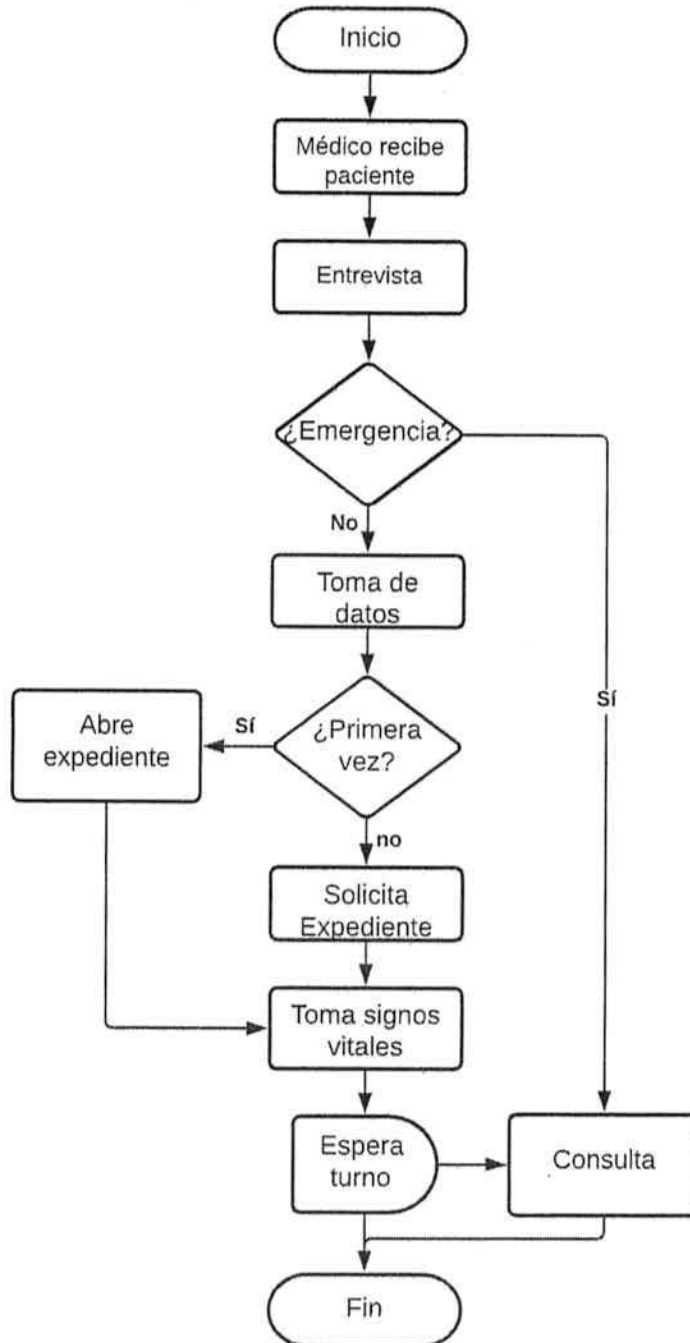 Inicio
Médico recibe
paciente
Entrevista
¿Emergencia?
No
Toma de
datos
Sí
Abre
expediente
Sí
¿Primera
vez?
no
Solicita
Expediente
Toma signos
vitales
Espera
turno
Consulta
Fin